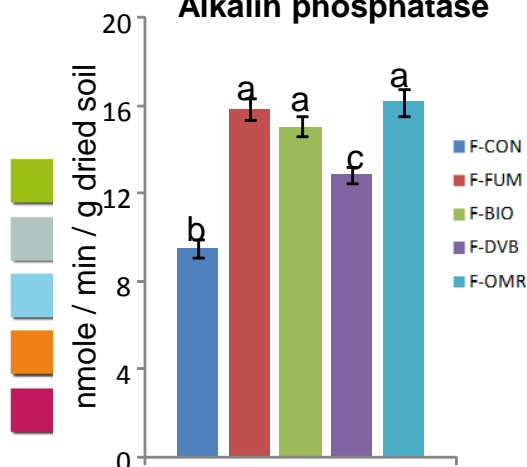 Alkalin phosphatase
nmole / min / g dried soil
20
16
12
8
4
0
b
a
a
c
a
F-CON
F-FUM
F-BIO
F-DVB
F-OMR